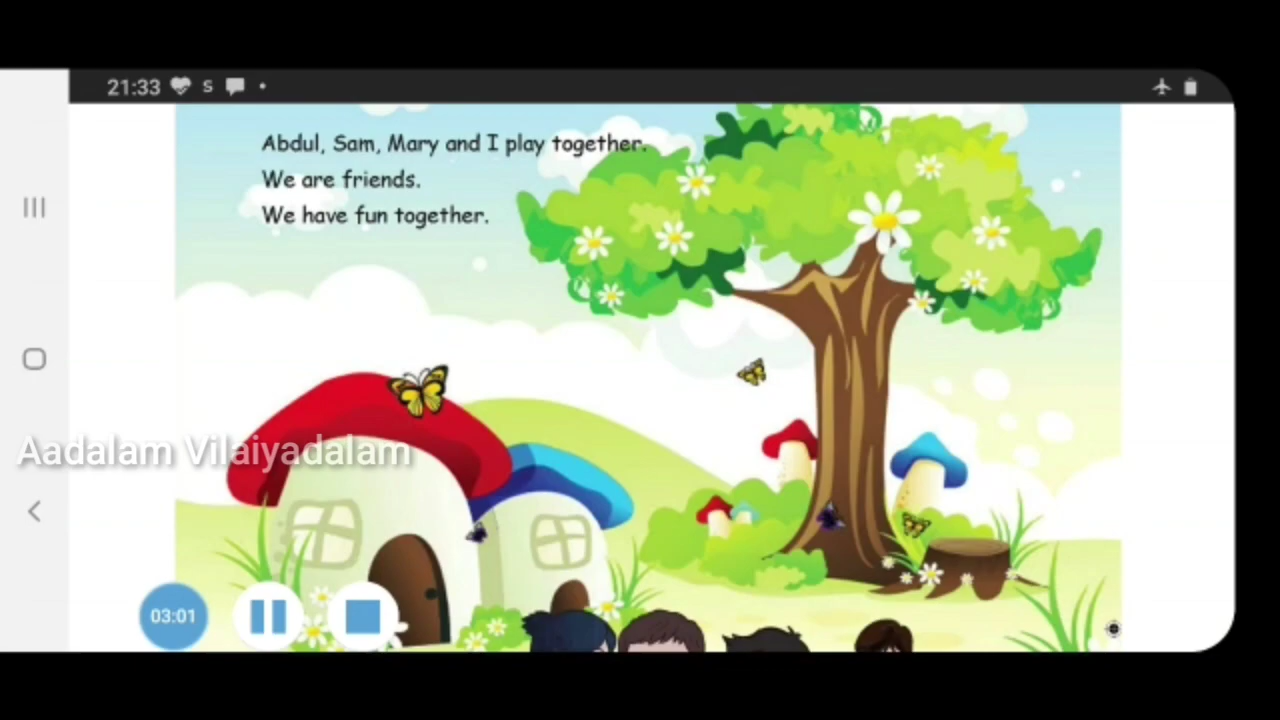 21:33 S
Abdul, Sam, Mary and I play together.
We are friends.
We have fun together.
Aadalam Vilaiyadalam
03:01